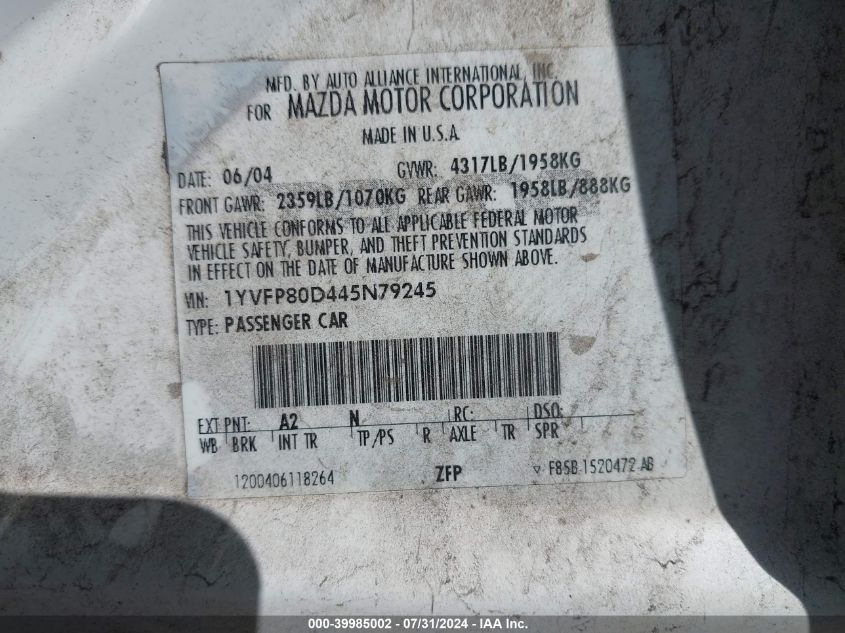 MFD. BY AUTO ALLIANCE INTERNATIONAL, INC.
FOR MAZDA MOTOR CORPORATION
MADE IN U.S.A.
DATE: 06/04 GVWR: 4317LB/1958KG
FRONT GAWR: 2359LB/1070KG REAR GAWR: 1958LB/888KG
THIS VEHICLE CONFORMS TO ALL APPLICABLE FEDERAL MOTOR
VEHICLE SAFETY, BUMPER, AND THEFT PREVENTION STANDARDS
IN EFFECT ON THE DATE OF MANUFACTURE SHOWN ABOVE.
VIN: 1YVFP80D445N79245
TYPE: PASSENGER CAR
EXT PNT: A2 N RC: DSO:
WB BRK INT TR TP/PS R AXLE TR SPR
1200406118264 ZFP F85B-1520472-AB
000-39985002 - 07/31/2024 - IAA Inc.